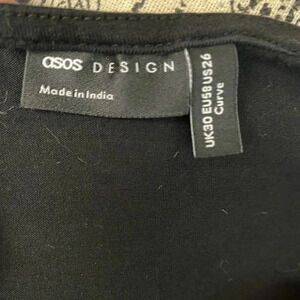 asos DESIGN
Made in India
UK30 EU58 US26
Curve